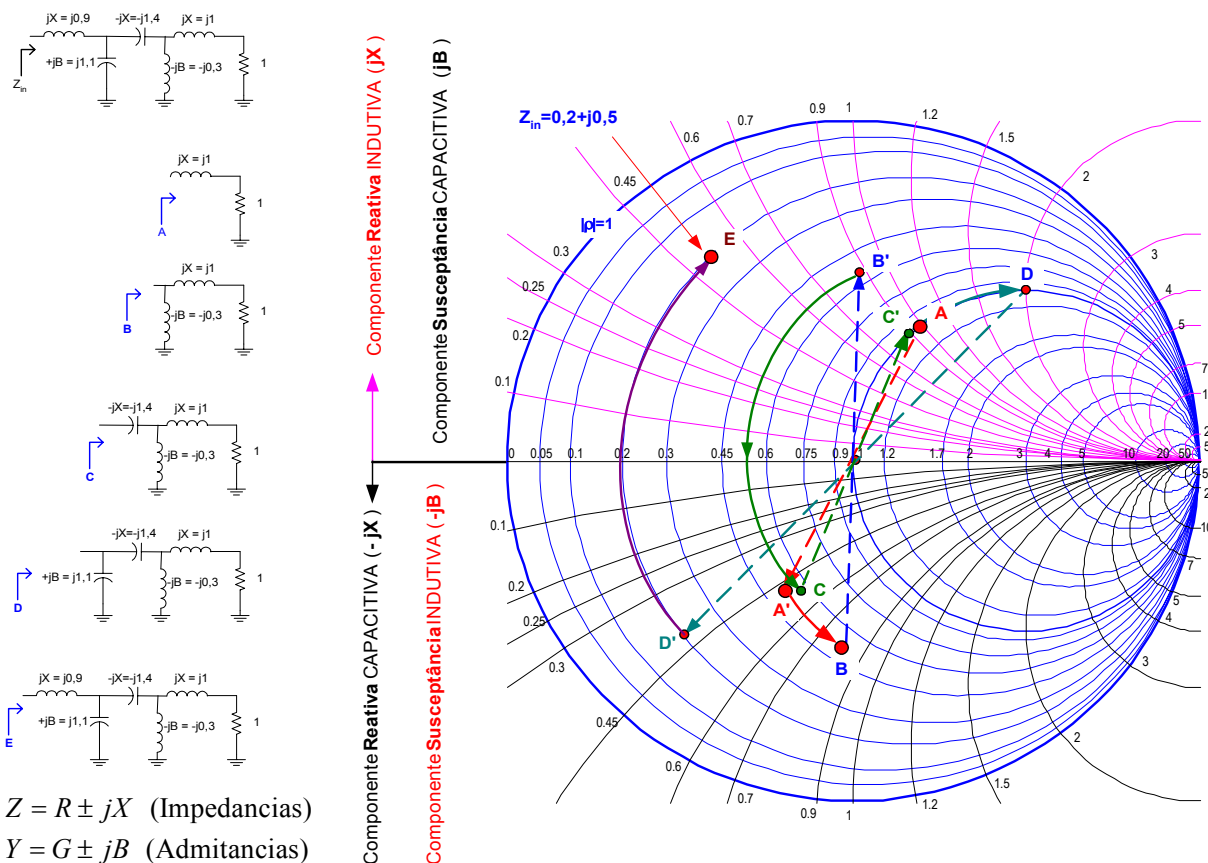 jX = j0,9
-jX=-j1,4
jX = j1
+jB = j1,1
-jB = -j0,3
1
Zin
jX = j1
1
A
jX = j1
-jB = -j0,3
1
B
-jX=-j1,4
jX = j1
-jB = -j0,3
1
C
-jX=-j1,4
jX = j1
+jB = j1,1
-jB = -j0,3
1
D
jX = j0,9
-jX=-j1,4
jX = j1
+jB = j1,1
-jB = -j0,3
1
E
Z = R ± jX (Impedancias)
Y = G ± jB (Admitancias)
Componente Reativa INDUTIVA (jX)
Componente Susceptância CAPACITIVA (jB)
Componente Reativa CAPACITIVA (- jX )
Componente Susceptância INDUTIVA (-jB )
Zin=0,2+j0,5
|ρ|=1
0.9
1
1.2
0.7
1.5
0.6
0.45
2
0.3
0.25
0.2
0.1
3
4
5
7
E
B'
D
C'
A
0
0.05
0.1
0.2
0.3
0.45
0.6
0.75
0.9
1.2
1.7
2
3
4
5
10
20
50
0.1
0.2
0.25
0.3
0.45
0.6
0.7
0.9
1
1.2
1.5
2
3
4
5
7
10
A'
C
B
D'